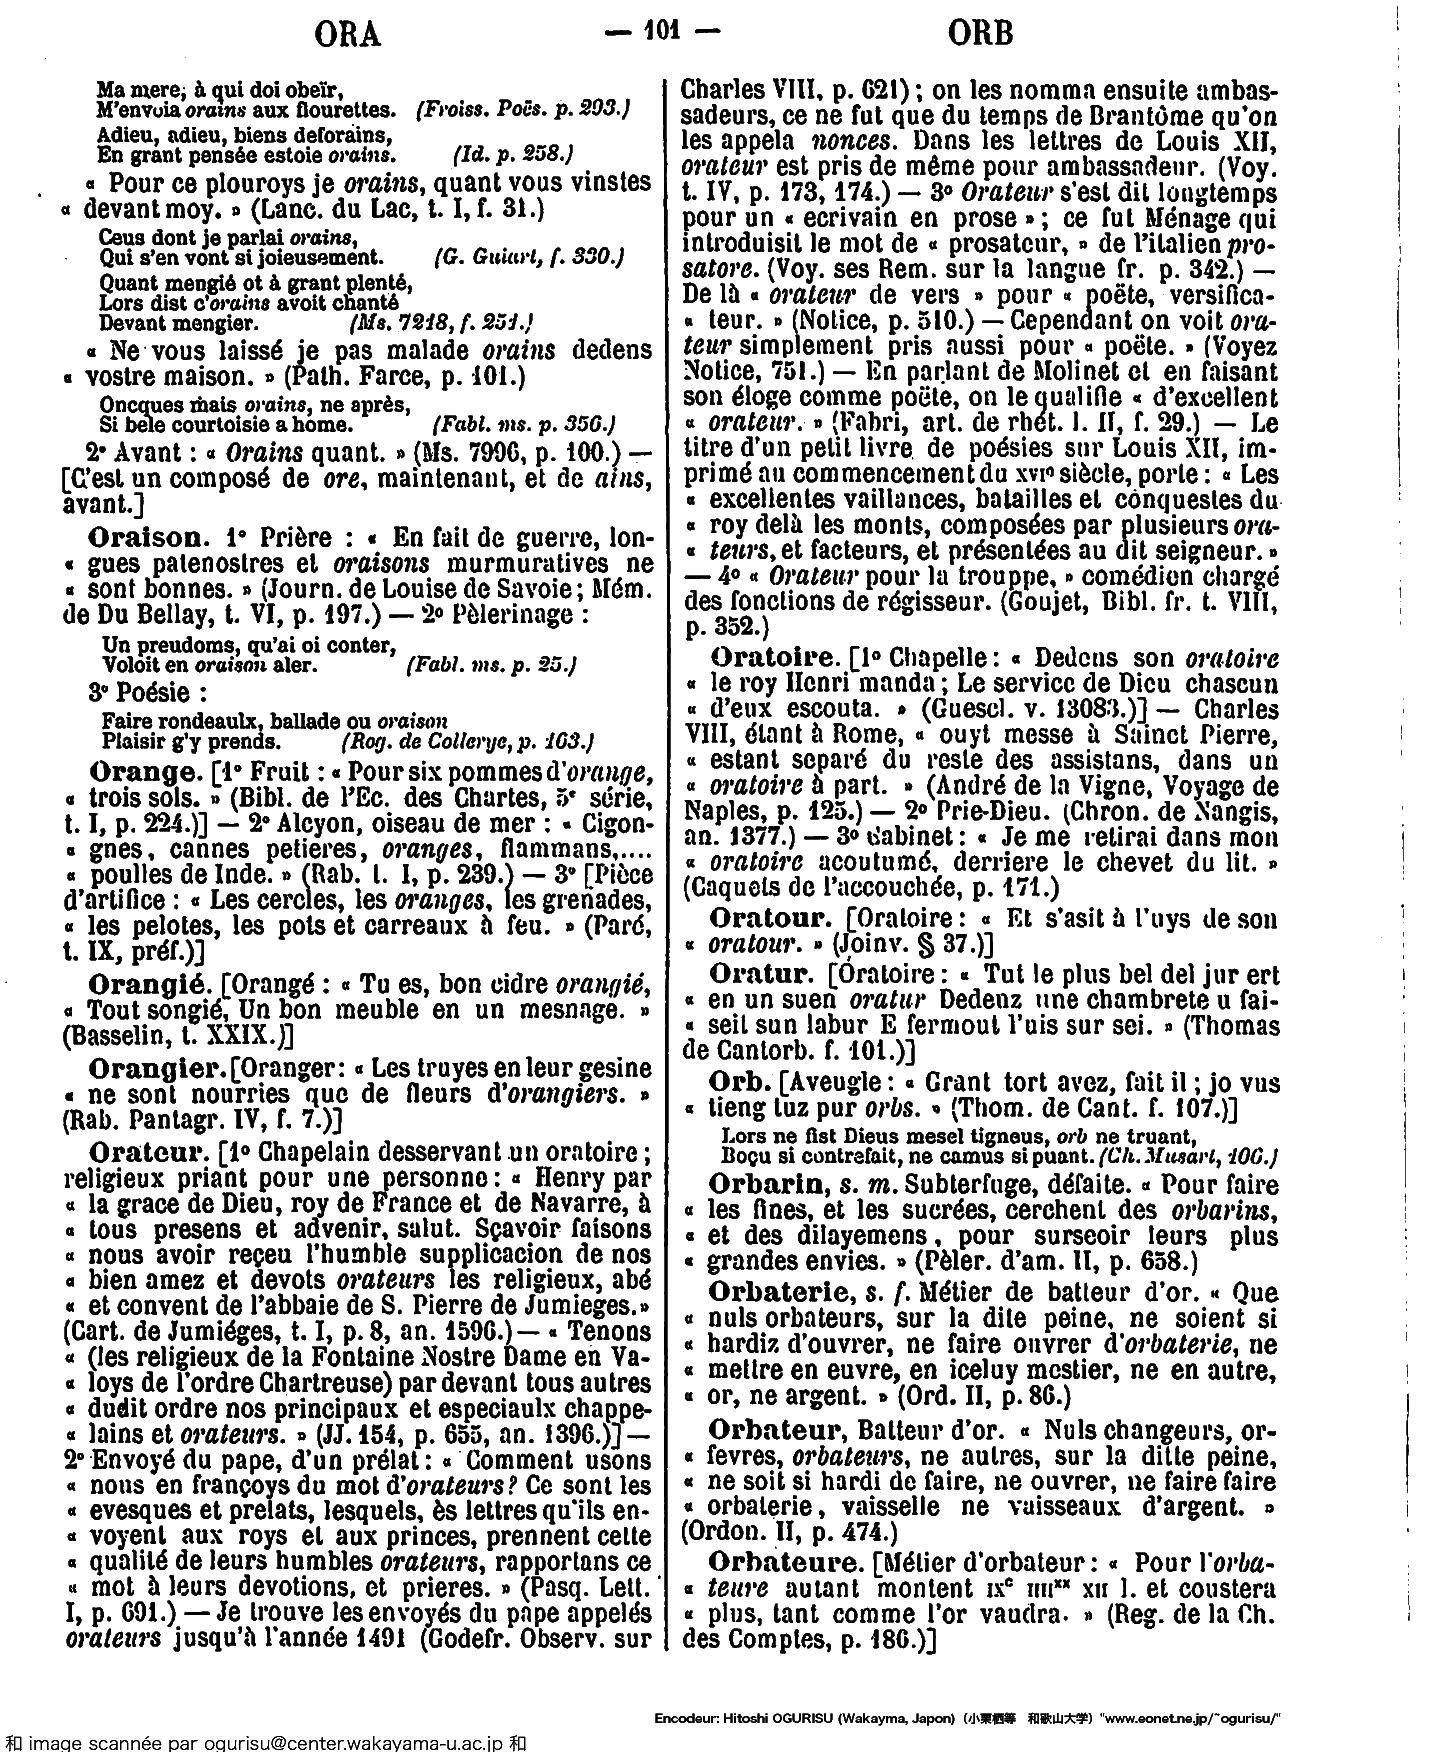 ORA — 101 — ORB
Ma mere, à qui doi obeïr,
M'envoia orains aux flourettes. (Froiss. Poës. p. 293.)
Adieu, adieu, biens deforains,
En grant pensée estoie orains. (Id. p. 258.)
« Pour ce plouroys je orains, quant vous vinstes
« devant moy. » (Lanc. du Lac, t. I, f. 31.)
Ceus dont je parlai orains,
Qui s'en vont si joieusement. (G. Guiart, f. 330.)
Quant mengié ot à grant plenté,
Lors dist c'orains avoit chanté
Devant mengier. (Ms. 7218, f. 251.)
« Ne vous laissé je pas malade orains dedens
« vostre maison. » (Path. Farce, p. 101.)
Oncques mais orains, ne après,
Si bele courtoisie a home. (Fabl. ms. p. 356.)
2° Avant : « Orains quant. » (Ms. 7996, p. 100.) —
[C'est un composé de ore, maintenant, et de ains,
avant.]
Oraison. 1° Prière : « En fait de guerre, lon-
« gues patenostres et oraisons murmuratives ne
« sont bonnes. » (Journ. de Louise de Savoie ; Mém.
de Du Bellay, t. VI, p. 197.) — 2° Pèlerinage :
Un preudoms, qu'ai oi conter,
Voloit en oraison aler. (Fabl. ms. p. 25.)
3° Poésie :
Faire rondeaulx, ballade ou oraison
Plaisir g'y prends. (Rog. de Collerye, p. 163.)
Orange. [1° Fruit : « Pour six pommes d'orange,
« trois sols. » (Bibl. de l'Ec. des Chartes, 5e série,
t. I, p. 224.)] — 2° Alcyon, oiseau de mer : « Cigon-
« gnes, cannes petieres, oranges, flammans,....
« poulles de Inde. » (Rab. t. I, p. 239.) — 3° [Pièce
d'artifice : « Les cercles, les oranges, les grenades,
« les pelotes, les pots et carreaux à feu. » (Paré,
t. IX, préf.)]
Orangié. [Orangé : « Tu es, bon cidre orangié,
« Tout songié, Un bon meuble en un mesnage. »
(Basselin, t. XXIX.)]
Orangier. [Oranger : « Les truyes en leur gesine
« ne sont nourries que de fleurs d'orangiers. »
(Rab. Pantagr. IV, f. 7.)]
Orateur. [1° Chapelain desservant un oratoire ;
religieux priant pour une personne : « Henry par
« la grace de Dieu, roy de France et de Navarre, à
« tous presens et advenir, salut. Sçavoir faisons
« nous avoir reçeu l'humble supplicacion de nos
« bien amez et devots orateurs les religieux, abé
« et convent de l'abbaie de S. Pierre de Jumieges. »
(Cart. de Jumiéges, t. I, p. 8, an. 1596.) — « Tenons
« (les religieux de la Fontaine Nostre Dame en Va-
« loys de l'ordre Chartreuse) par devant tous autres
« dudit ordre nos principaux et especiaulx chappe-
« lains et orateurs. » (JJ. 154, p. 655, an. 1396.)] —
2° Envoyé du pape, d'un prélat : « Comment usons
« nous en françoys du mot d'orateurs ? Ce sont les
« evesques et prelats, lesquels, ès lettres qu'ils en-
« voyent aux roys et aux princes, prennent cette
« qualité de leurs humbles orateurs, rapportans ce
« mot à leurs devotions, et prieres. » (Pasq. Lett.
I, p. 691.) — Je trouve les envoyés du pape appelés
orateurs jusqu'à l'année 1491 (Godefr. Observ. sur
Charles VIII, p. 621) ; on les nomma ensuite ambas-
sadeurs, ce ne fut que du temps de Brantôme qu'on
les appela nonces. Dans les lettres de Louis XII,
orateur est pris de même pour ambassadeur. (Voy.
t. IV, p. 173, 174.) — 3° Orateur s'est dit longtemps
pour un « ecrivain en prose » ; ce fut Ménage qui
introduisit le mot de « prosateur, » de l'italien pro-
satore. (Voy. ses Rem. sur la langue fr. p. 342.) —
De là « orateur de vers » pour « poëte, versifica-
« teur. » (Notice, p. 510.) — Cependant on voit ora-
teur simplement pris aussi pour « poëte. » (Voyez
Notice, 751.) — En parlant de Molinet et en faisant
son éloge comme poëte, on le qualifie « d'excellent
« orateur. » (Fabri, art. de rhét. l. II, f. 29.) — Le
titre d'un petit livre de poésies sur Louis XII, im-
primé au commencement du XVIe siècle, porte : « Les
« excellentes vaillances, batailles et conquestes du
« roy delà les monts, composées par plusieurs ora-
« teurs, et facteurs, et présentées au dit seigneur. »
— 4° « Orateur pour la trouppe, » comédien chargé
des fonctions de régisseur. (Goujet, Bibl. fr. t. VIII,
p. 352.)
Oratoire. [1° Chapelle : « Dedens son oratoire
« le roy Henri manda ; Le service de Dieu chascun
« d'eux escouta. » (Guescl. v. 13083.)] — Charles
VIII, étant à Rome, « ouyt messe à Sainct Pierre,
« estant separé du reste des assistans, dans un
« oratoire à part. » (André de la Vigne, Voyage de
Naples, p. 125.) — 2° Prie-Dieu. (Chron. de Nangis,
an. 1377.) — 3° Cabinet : « Je me retirai dans mon
« oratoire acoutumé, derriere le chevet du lit. »
(Caquets de l'accouchée, p. 171.)
Oratour. [Oratoire : « Et s'asit à l'uys de son
« oratour. » (Joinv. § 37.)]
Oratur. [Oratoire : « Tut le plus bel del jur ert
« en un suen oratur Dedenz une chambrete u fai-
« seit sun labur E fermout l'uis sur sei. » (Thomas
de Cantorb. f. 101.)]
Orb. [Aveugle : « Grant tort avez, fait il ; jo vus
« tieng tuz pur orbs. » (Thom. de Cant. f. 107.)]
Lors ne fist Dieus mesel tigneus, orb ne truant,
Boçu si contrefait, ne camus si puant. (Ch. Musart, 106.)
Orbarin, s. m. Subterfuge, défaite. « Pour faire
« les fines, et les sucrées, cerchent des orbarins,
« et des dilayemens, pour surseoir leurs plus
« grandes envies. » (Pèler. d'am. II, p. 658.)
Orbaterie, s. f. Métier de batteur d'or. « Que
« nuls orbateurs, sur la dite peine, ne soient si
« hardiz d'ouvrer, ne faire ouvrer d'orbaterie, ne
« mettre en euvre, en iceluy mestier, ne en autre,
« or, ne argent. » (Ord. II, p. 86.)
Orbateur, Batteur d'or. « Nuls changeurs, or-
« fevres, orbateurs, ne autres, sur la ditte peine,
« ne soit si hardi de faire, ne ouvrer, ne faire faire
« orbaterie, vaisselle ne vaisseaux d'argent. »
(Ordon. II, p. 474.)
Orbateure. [Métier d'orbateur : « Pour l'orba-
« teure autant montent IXc IIIIxx XII l. et coustera
« plus, tant comme l'or vaudra. » (Reg. de la Ch.
des Comptes, p. 186.)]
Encodeur: Hitoshi OGURISU (Wakayma, Japon) (小栗栖等 和歌山大学) "www.eonet.ne.jp/~ogurisu/"
和 image scannée par ogurisu@center.wakayama-u.ac.jp 和